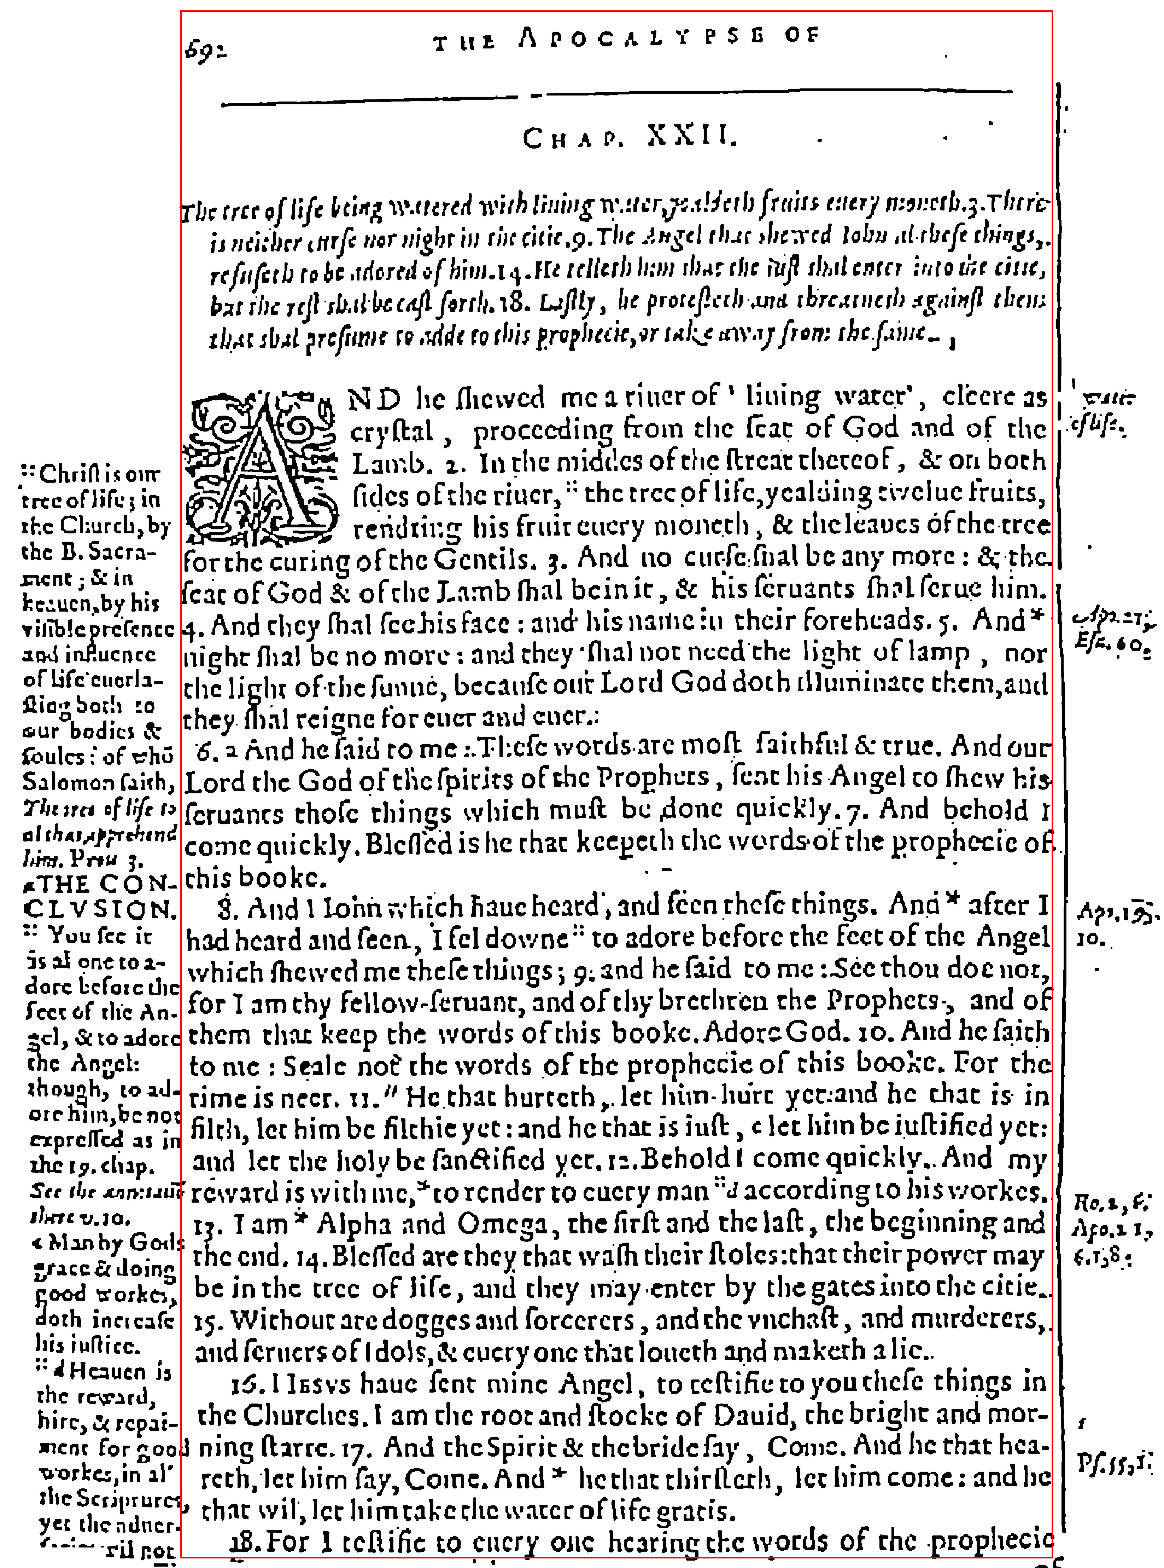 692
THE APOCALYPSE OF
CHAP. XXII.
The tree of life being watered with liuing water, yealdeth fruits euery moneth. 3. There
is neither curse nor night in the citie. 9. The Angel that shewed Iohn al these things,
refuseth to be adored of him. 14. He telleth him that the iust shal enter into the citie,
but the rest shal be cast forth. 18. Lastly, he protesteth and threatneth against them
that shal presume to adde to this prophecie, or take away from the same.
AND he ſhewed me a riuer of ' liuing water', cleere as
cryſtal, proceeding from the ſeat of God and of the
Lamb. 2. In the middes of the ſtreat thereof, & on both
ſides of the riuer, :: the tree of life, yealding twelue fruits,
rendring his fruit euery moneth, & the leaues of the tree
for the curing of the Gentils. 3. And no curſe ſhal be any more: & the
ſeat of God & of the Lamb ſhal be in it, & his ſeruants ſhal ſerue him.
4. And they ſhal ſee his face: and his name in their foreheads. 5. And *
night ſhal be no more: and they ſhal not need the light of lamp, nor
the light of the ſunne, becauſe our Lord God doth illuminate them, and
they ſhal reigne for euer and euer.
6. 2 And he ſaid to me: Theſe words are moſt faithful & true. And our
Lord the God of the ſpirits of the Prophets, ſent his Angel to ſhew his
ſeruants thoſe things which muſt be done quickly. 7. And behold I
come quickly. Bleſſed is he that keepeth the words of the prophecie of
this booke.
8. And I Iohn which haue heard, and ſeen theſe things. And * after I
had heard and ſeen, I fel downe :: to adore before the feet of the Angel
which ſhewed me theſe things; 9. and he ſaid to me: See thou doe not,
for I am thy fellow-ſeruant, and of thy brethren the Prophets, and of
them that keep the words of this booke. Adore God. 10. And he ſaith
to me: Seale not the words of the prophecie of this booke. For the
time is neer. 11. " He that hurteth, let him hurt yet: and he that is in
filth, let him be filthie yet: and he that is iuſt, c let him be iuſtified yet:
and let the holy be ſanctified yet. 12. Behold I come quickly. And my
reward is with me, * to render to euery man :: d according to his workes.
13. I am * Alpha and Omega, the firſt and the laſt, the beginning and
the end. 14. Bleſſed are they that waſh their ſtoles: that their power may
be in the tree of life, and they may enter by the gates into the citie.
15. Without are dogges and ſorcerers, and the vnchaſt, and murderers,
and ſeruers of Idols, & euery one that loueth and maketh a lie.
16. I IESVS haue ſent mine Angel, to teſtifie to you theſe things in
the Churches. I am the root and ſtocke of Dauid, the bright and mor-
ning ſtarre. 17. And the Spirit & the bride ſay, Come. And he that hea-
reth, let him ſay, Come. And * he that thirſteth, let him come: and he
that wil, let him take the water of life gratis.
18. For I teſtifie to euery one hearing the words of the prophecie
:: Chriſt is our
tree of life; in
the Church, by
the B. Sacra-
ment; & in
heauen, by his
viſible preſence
and influence
of life euerla-
ſting both to
our bodies &
ſoules: of whō
Salomon ſaith,
The tree of life to
al that apprehend
him. Prou 3.
THE CON-
CLVSION.
:: You ſee it
is al one to a-
dore before the
feet of the An-
gel, & to adore
the Angel:
though, to ad-
ore him, be not
expreſſed as in
the 19. chap.
See the annotat
there v. 10.
c Man by Gods
grace & doing
good workes,
doth increaſe
his iuſtice.
:: d Heauen is
the reward,
hire, & repai-
ment for good
workes, in al
the Scriptures,
yet the aduer-
wil not
water
of life.
Apo. 21,
Eſa. 60.
Apo. 19,
10.
Ro. 2, 6.
Apo. 21,
6. 1, 8.
Pſ. 55, 1.